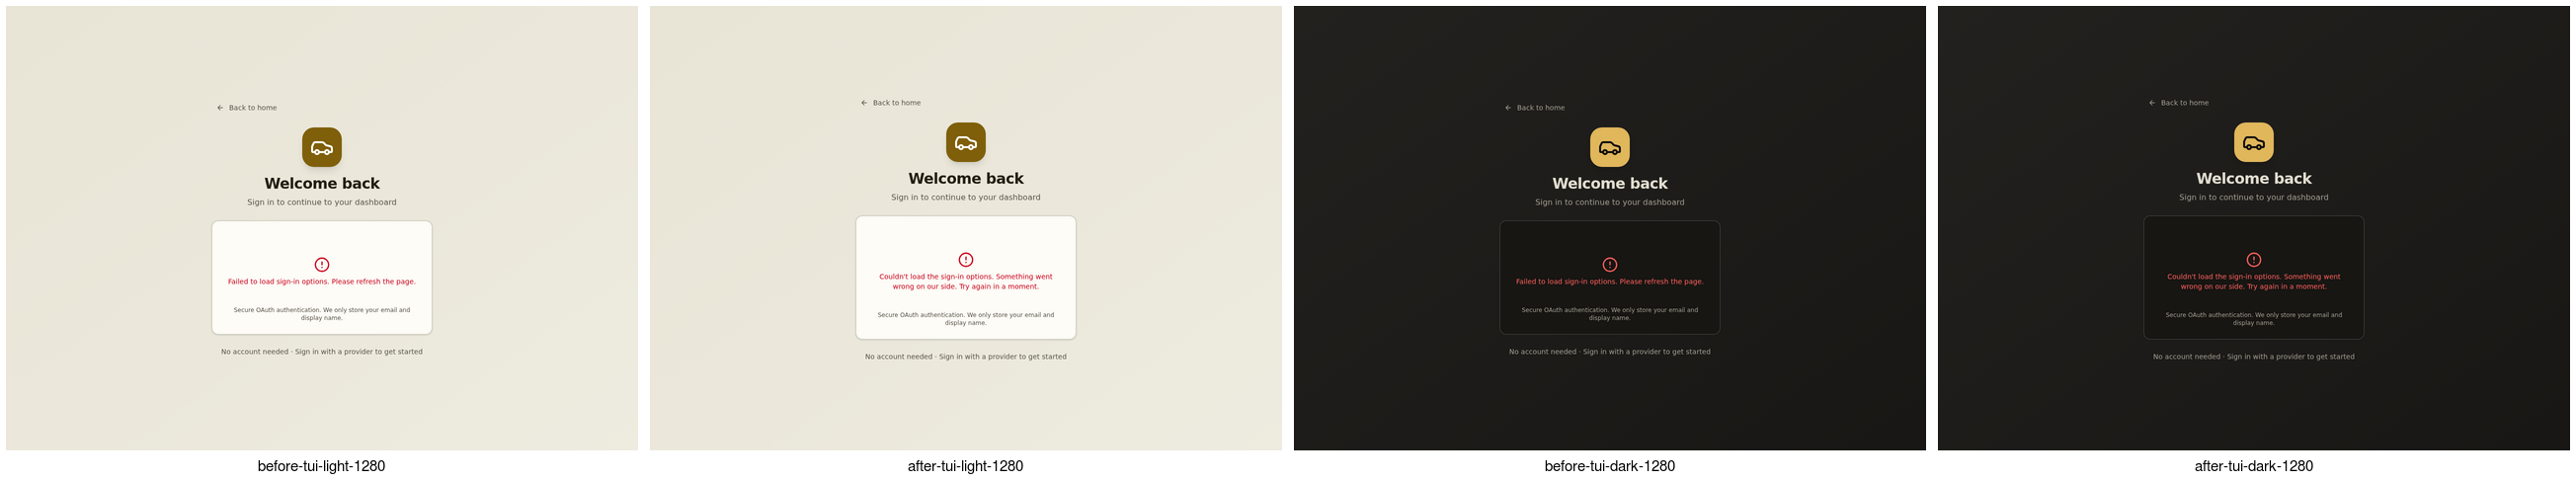 Back to home
Welcome back
Sign in to continue to your dashboard
Failed to load sign-in options. Please refresh the page.
Secure OAuth authentication. We only store your email and
display name.
No account needed · Sign in with a provider to get started
before-tui-light-1280
Back to home
Welcome back
Sign in to continue to your dashboard
Couldn't load the sign-in options. Something went
wrong on our side. Try again in a moment.
Secure OAuth authentication. We only store your email and
display name.
No account needed · Sign in with a provider to get started
after-tui-light-1280
Back to home
Welcome back
Sign in to continue to your dashboard
Failed to load sign-in options. Please refresh the page.
Secure OAuth authentication. We only store your email and
display name.
No account needed · Sign in with a provider to get started
before-tui-dark-1280
Back to home
Welcome back
Sign in to continue to your dashboard
Couldn't load the sign-in options. Something went
wrong on our side. Try again in a moment.
Secure OAuth authentication. We only store your email and
display name.
No account needed · Sign in with a provider to get started
after-tui-dark-1280